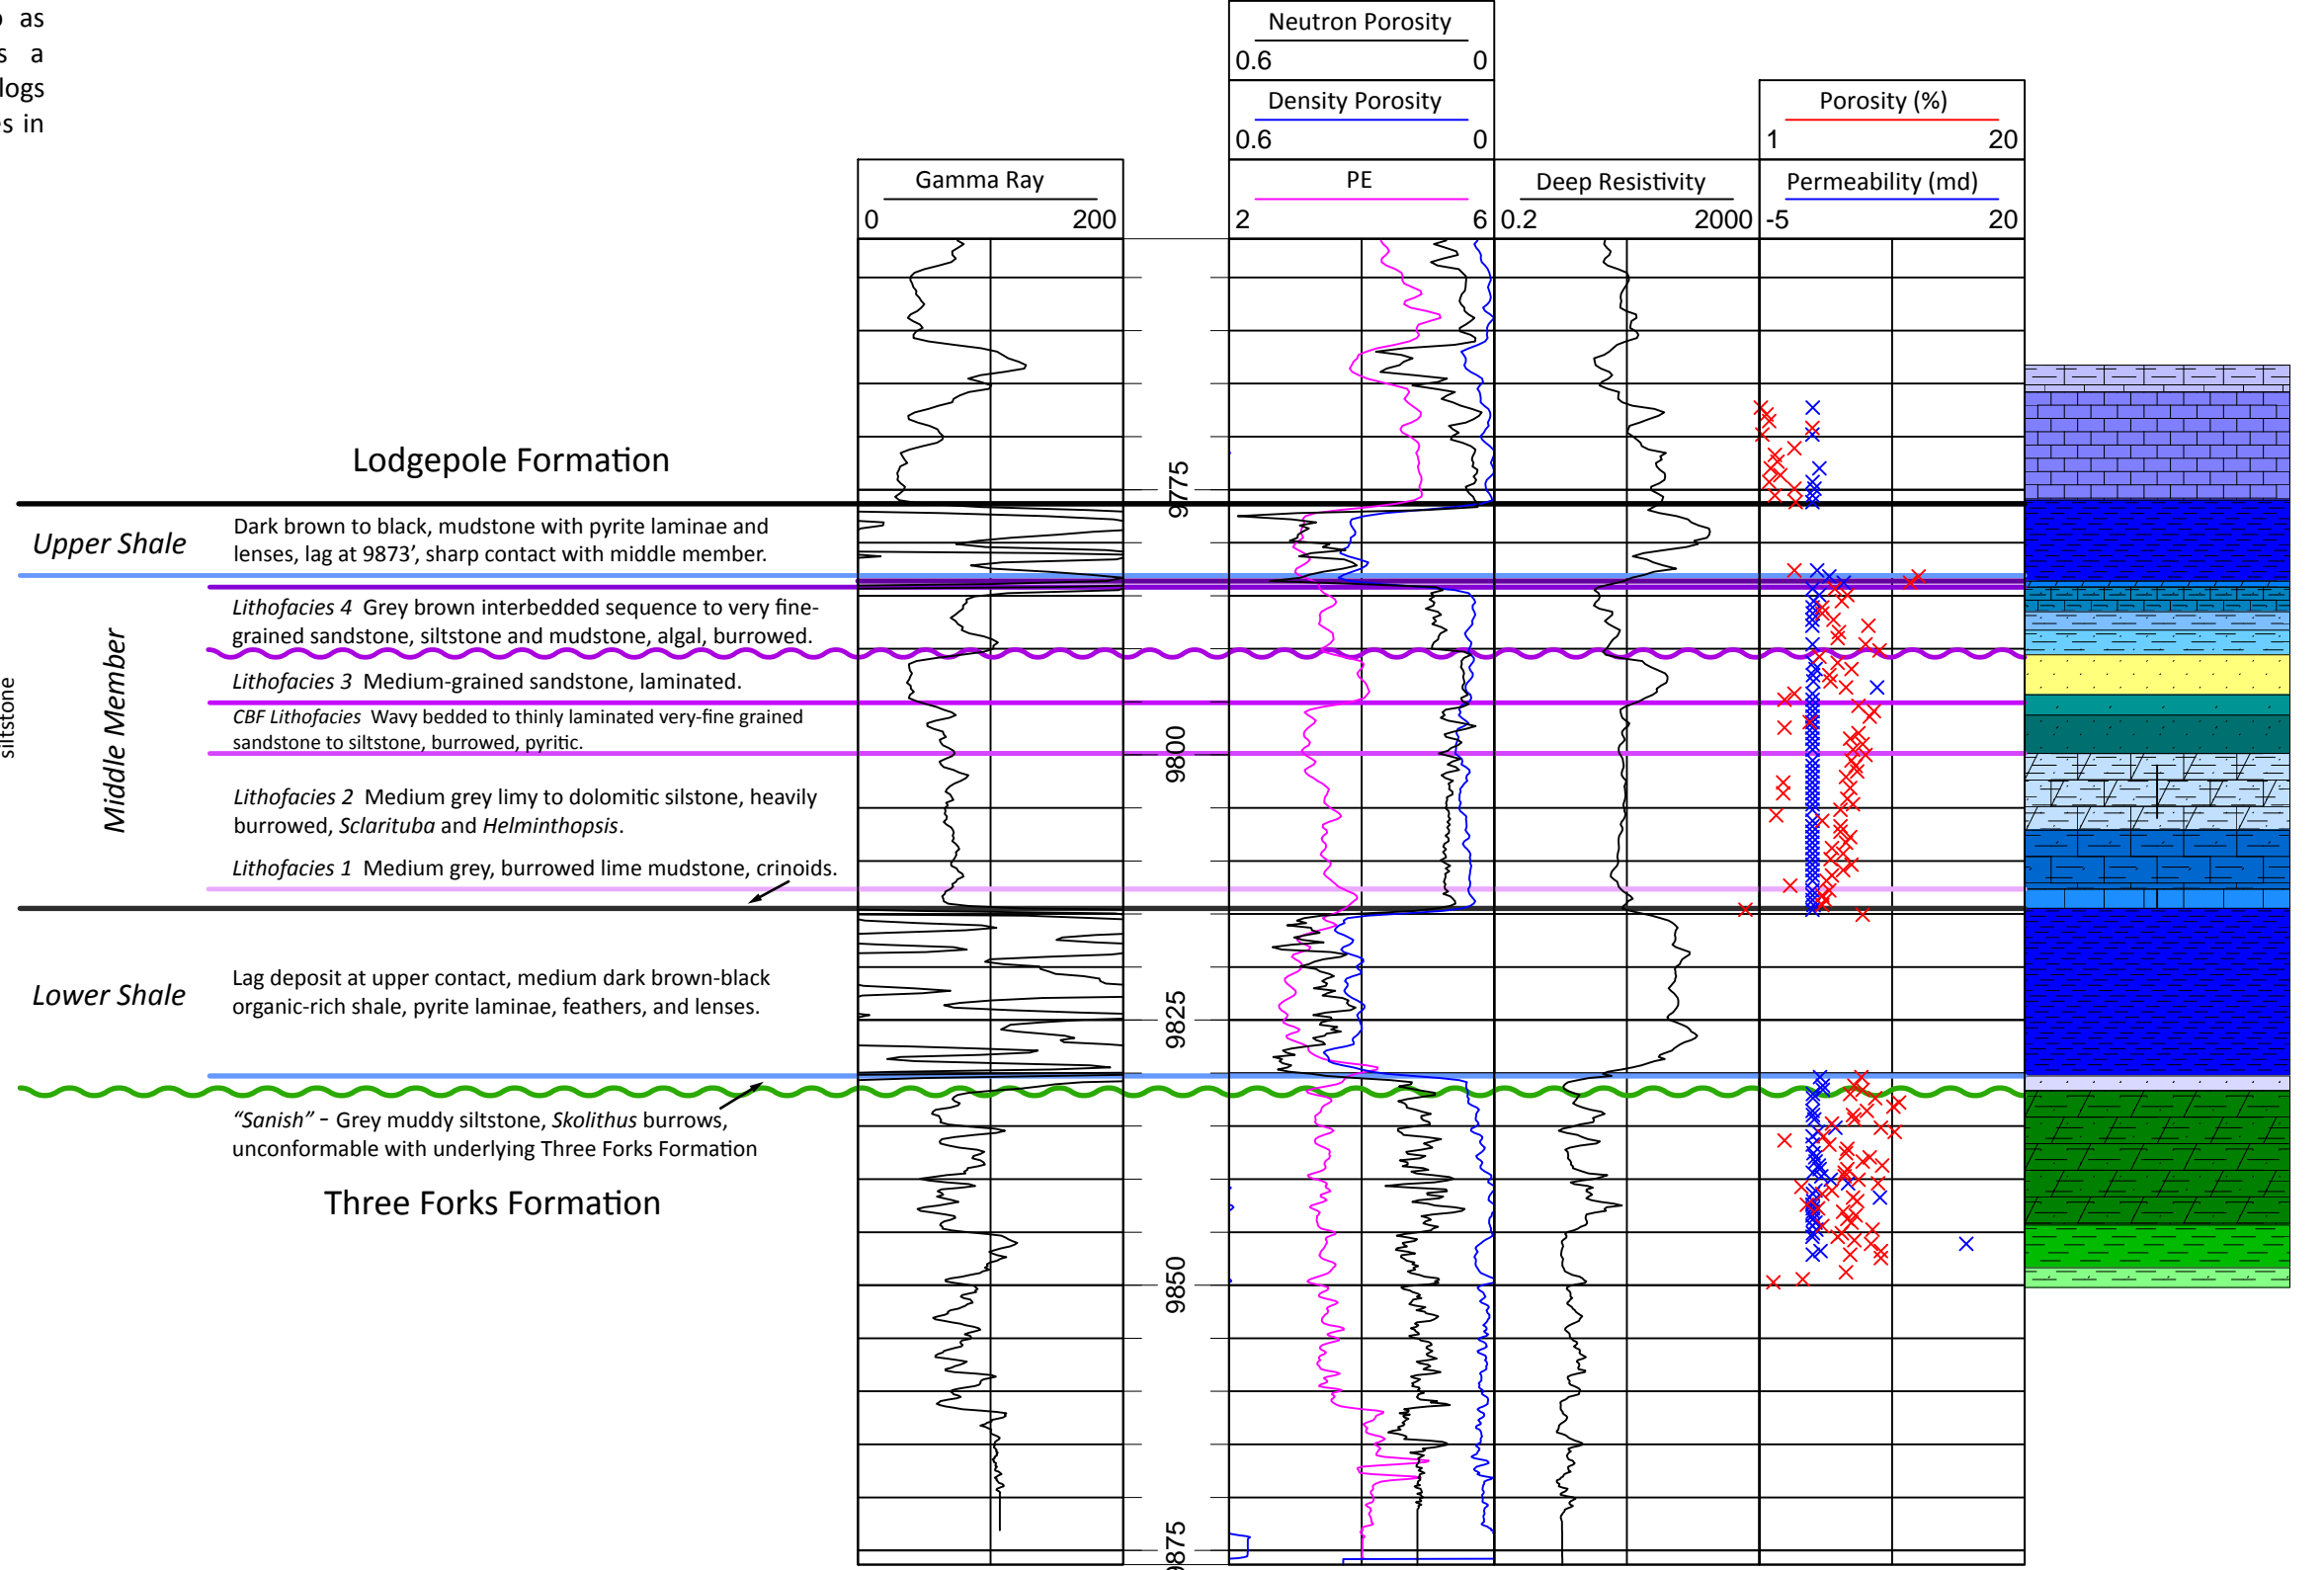 as
s a
logs
es in
Neutron Porosity
0.6 0
Density Porosity
0.6 0
Porosity (%)
1 20
Gamma Ray
0 200
PE
2 6
Deep Resistivity
0.2 2000
Permeability (md)
-5 20
Lodgepole Formation
9775
Upper Shale
Dark brown to black, mudstone with pyrite laminae and
lenses, lag at 9873’, sharp contact with middle member.
Middle Member
siltstone
Lithofacies 4 Grey brown interbedded sequence to very fine-
grained sandstone, siltstone and mudstone, algal, burrowed.
Lithofacies 3 Medium-grained sandstone, laminated.
CBF Lithofacies Wavy bedded to thinly laminated very-fine grained
sandstone to siltstone, burrowed, pyritic.
9800
Lithofacies 2 Medium grey limy to dolomitic silstone, heavily
burrowed, Sclarituba and Helminthopsis.
Lithofacies 1 Medium grey, burrowed lime mudstone, crinoids.
Lower Shale
Lag deposit at upper contact, medium dark brown-black
organic-rich shale, pyrite laminae, feathers, and lenses.
9825
“Sanish” - Grey muddy siltstone, Skolithus burrows,
unconformable with underlying Three Forks Formation
Three Forks Formation
9850
9875